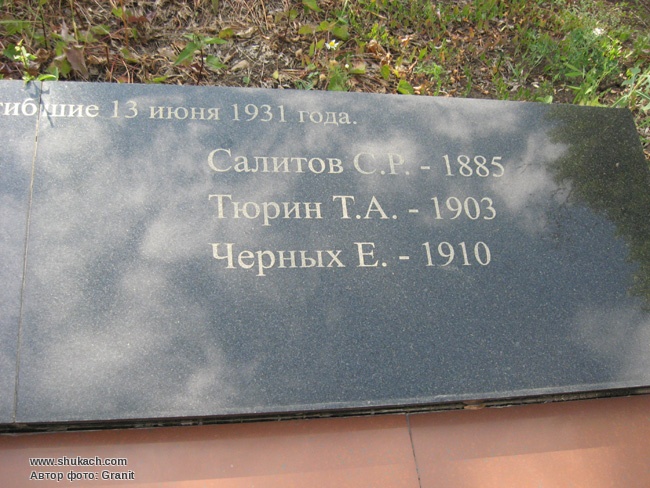 гибшие 13 июня 1931 года.
Салитов С.Р. - 1885
Тюрин Т.А. - 1903
Черных Е. - 1910
www.shukach.com
Автор фото: Granit